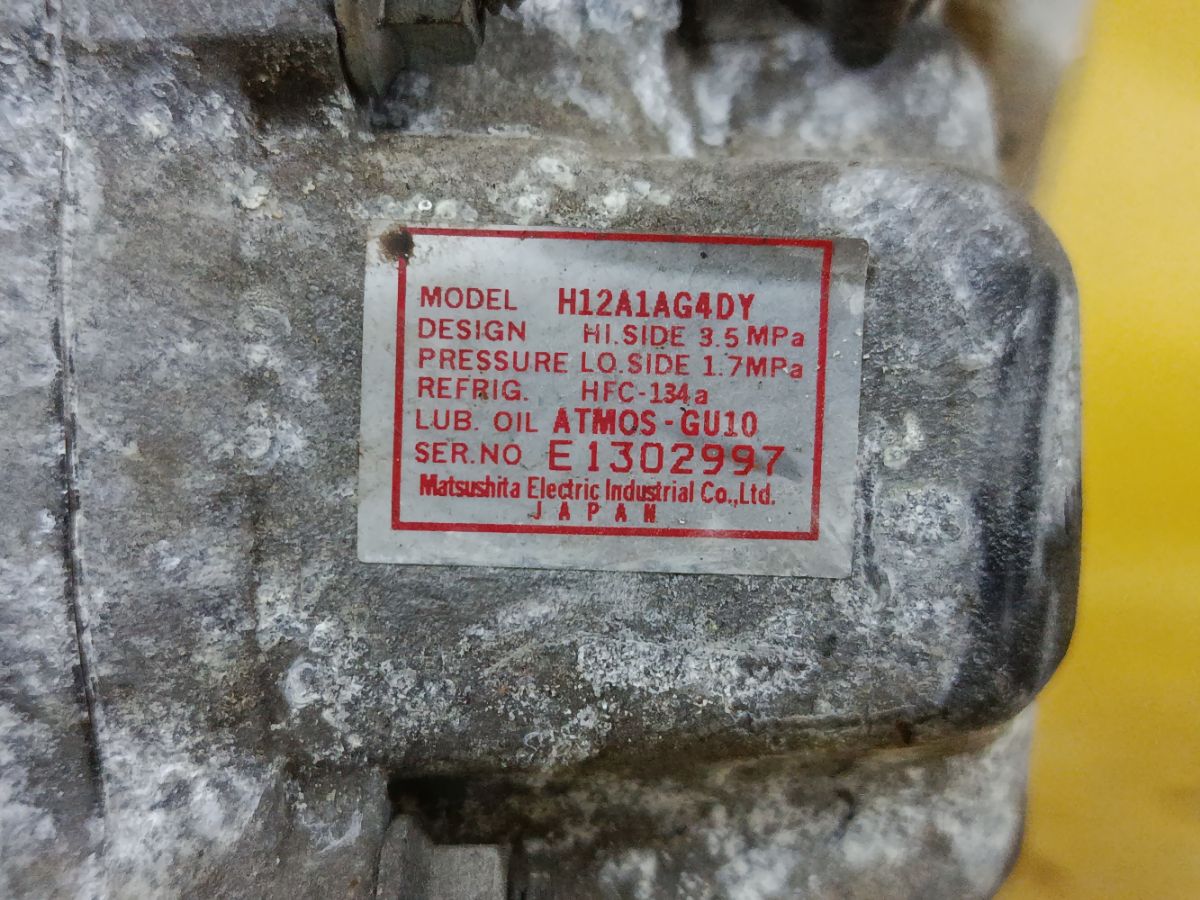 MODEL H12A1AG4DY
DESIGN HI.SIDE 3.5 MPa
PRESSURE LO.SIDE 1.7MPa
REFRIG. HFC-134a
LUB. OIL ATMOS-GU10
SER.NO E1302997
Matsushita Electric Industrial Co.,Ltd.
JAPAN